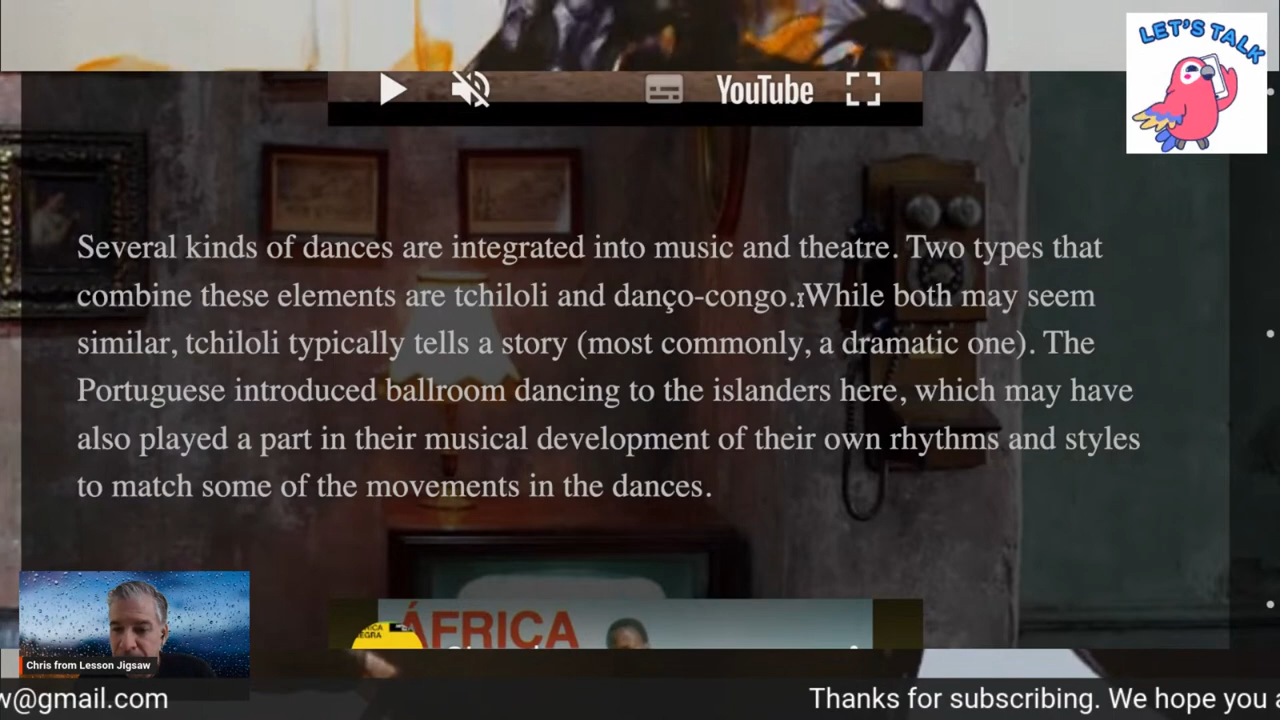 LET'S TALK
YouTube
Several kinds of dances are integrated into music and theatre. Two types that
combine these elements are tchiloli and danço-congo. While both may seem
similar, tchiloli typically tells a story (most commonly, a dramatic one). The
Portuguese introduced ballroom dancing to the islanders here, which may have
also played a part in their musical development of their own rhythms and styles
to match some of the movements in the dances.
ÁFRICA
Chris from Lesson Jigsaw
w@gmail.com
Thanks for subscribing. We hope you a